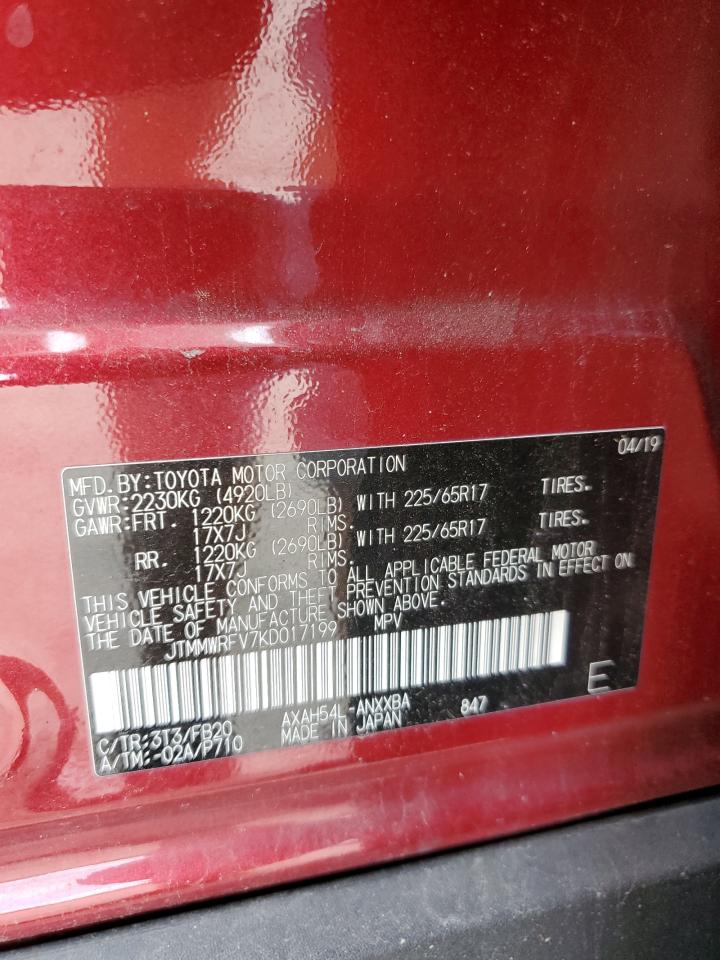 04/19
MFD. BY: TOYOTA MOTOR CORPORATION
GVWR: 2230KG (4920LB)
GAWR: FRT. 1220KG (2690LB) WITH 225/65R17 TIRES.
17X7J RIMS.
RR. 1220KG (2690LB) WITH 225/65R17 TIRES.
17X7J RIMS.
THIS VEHICLE CONFORMS TO ALL APPLICABLE FEDERAL MOTOR
VEHICLE SAFETY AND THEFT PREVENTION STANDARDS IN EFFECT ON
THE DATE OF MANUFACTURE SHOWN ABOVE.
JTMMWRFV7KD017199 MPV
C/TR: 3T3/FB20 AXAH54L-ANXXBA 847 E
A/TM: -02A/P710 MADE IN JAPAN